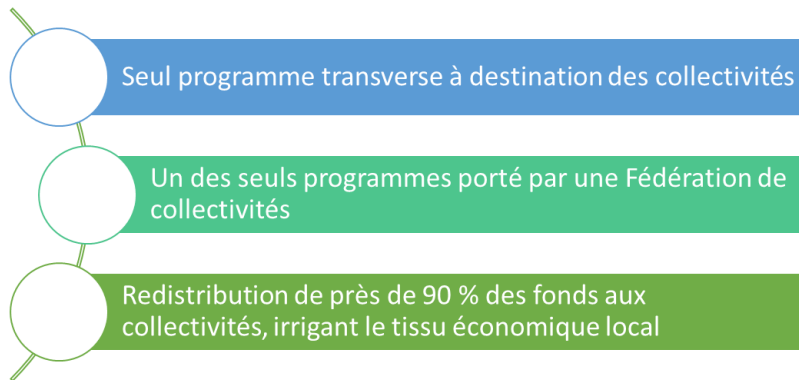 Seul programme transverse à destination des collectivités
Un des seuls programmes porté par une Fédération de
collectivités
Redistribution de près de 90 % des fonds aux
collectivités, irrigant le tissu économique local